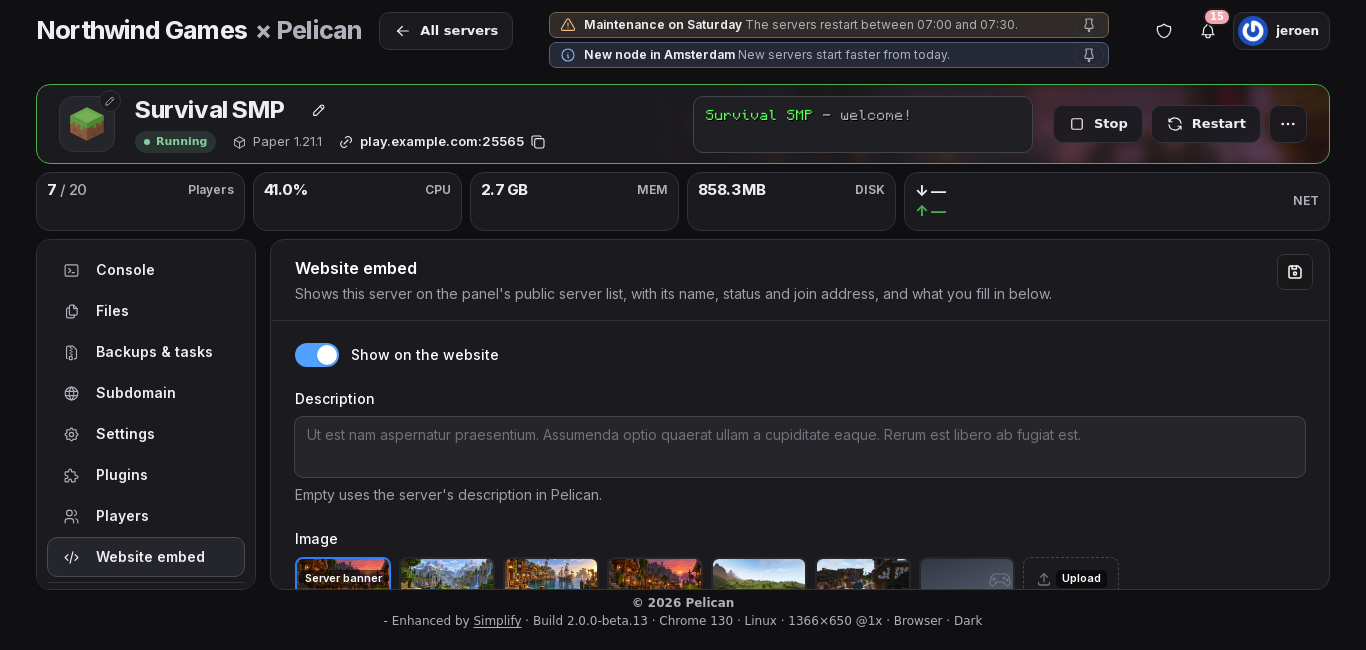 Northwind Games × Pelican
All servers
Maintenance on Saturday The servers restart between 07:00 and 07:30.
New node in Amsterdam New servers start faster from today.
15
jeroen
Survival SMP
Running
Paper 1.21.1
play.example.com:25565
Survival SMP - welcome!
Stop
Restart
7 / 20 Players
41.0% CPU
2.7 GB MEM
858.3 MB DISK
↓ —
↑ —
NET
Console
Files
Backups & tasks
Subdomain
Settings
Plugins
Players
Website embed
Website embed
Shows this server on the panel's public server list, with its name, status and join address, and what you fill in below.
Show on the website
Description
Ut est nam aspernatur praesentium. Assumenda optio quaerat ullam a cupiditate eaque. Rerum est libero ab fugiat est.
Empty uses the server's description in Pelican.
Image
Server banner
Upload
© 2026 Pelican
- Enhanced by Simplify · Build 2.0.0-beta.13 · Chrome 130 · Linux · 1366×650 @1x · Browser · Dark